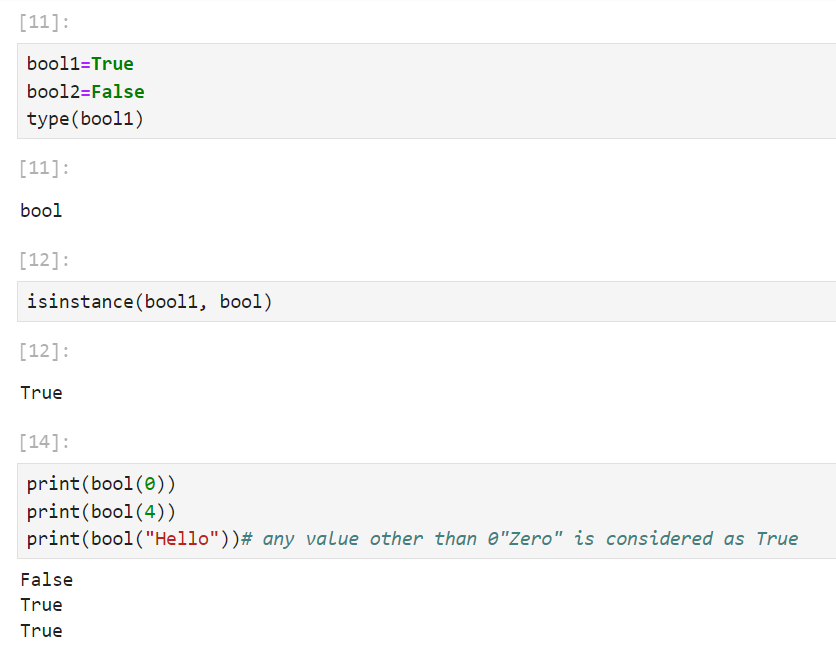 [11]:
bool1=True
bool2=False
type(bool1)
[11]:
bool
[12]:
isinstance(bool1, bool)
[12]:
True
[14]:
print(bool(0))
print(bool(4))
print(bool("Hello"))# any value other than 0"Zero" is considered as True
False
True
True